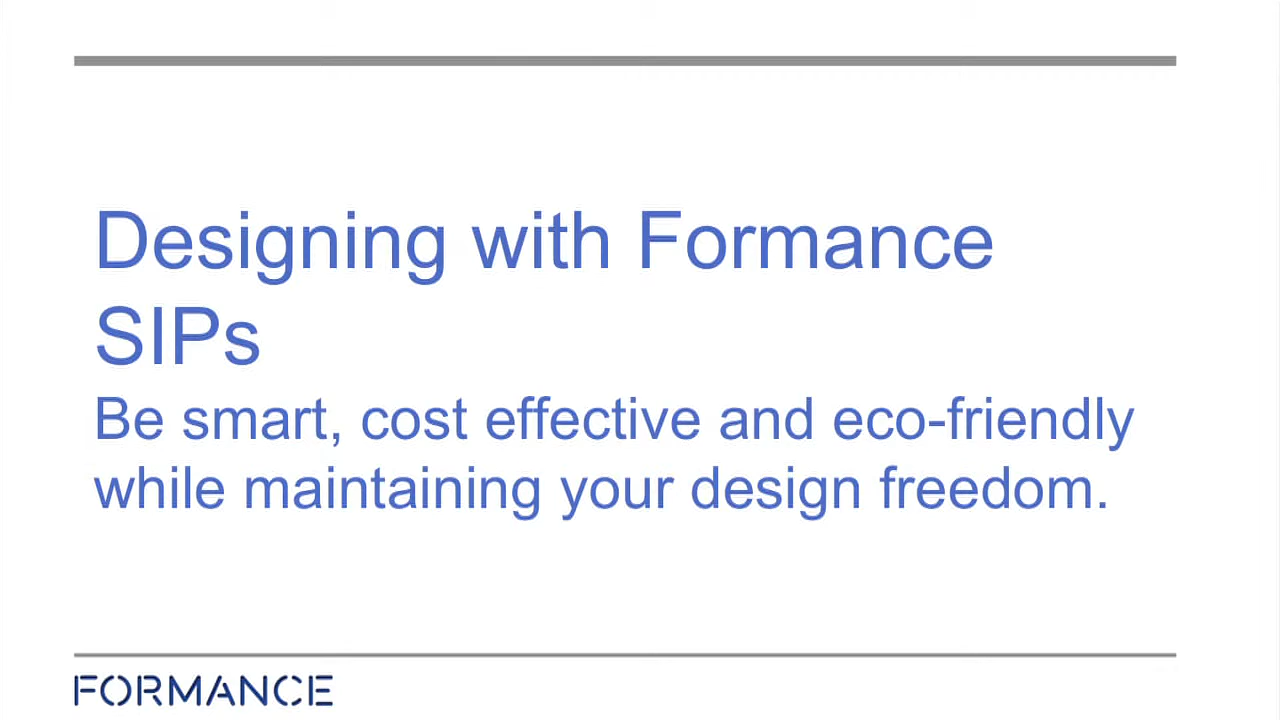 Designing with Formance
SIPs
Be smart, cost effective and eco-friendly
while maintaining your design freedom.
FORMANCE